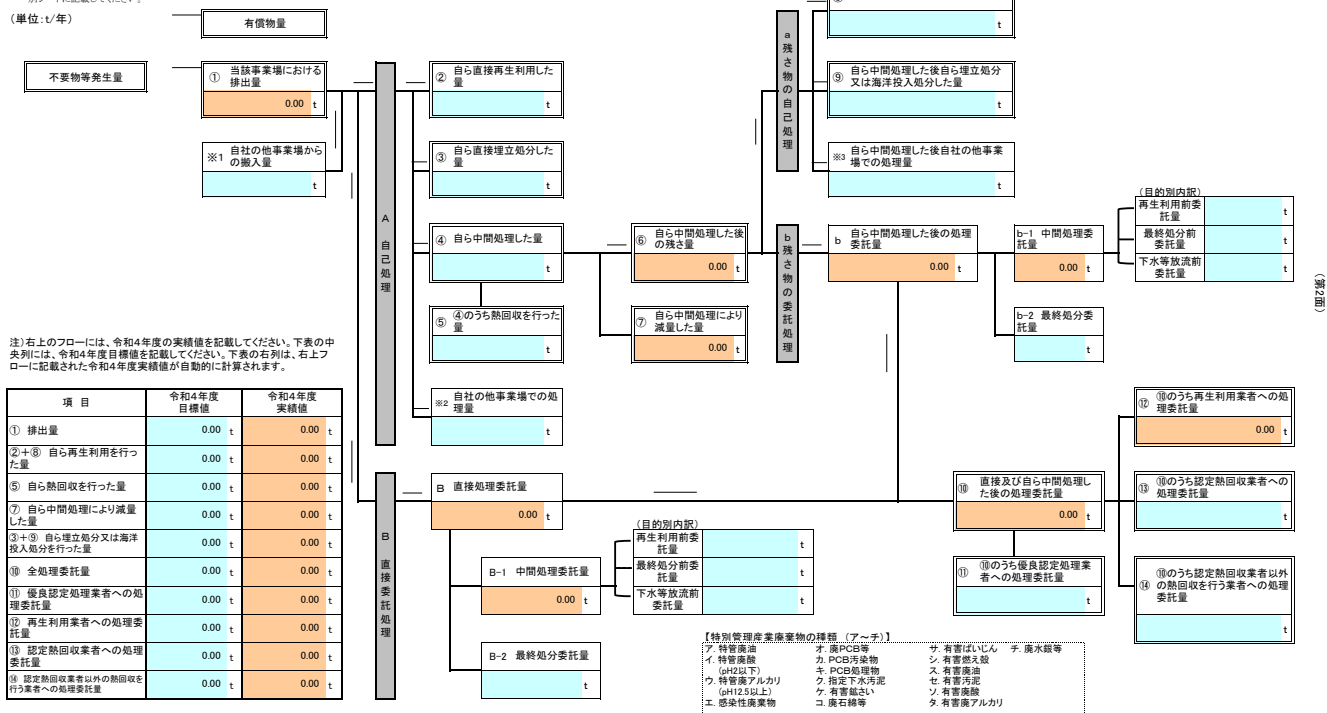 (単位:t/年)
有償物量
不要物等発生量
① 当該事業場における
排出量
0.00 t
※1 自社の他事業場から
の搬入量
t
A 自己処理
② 自ら直接再生利用した
量
t
③ 自ら直接埋立処分した
量
t
④ 自ら中間処理した量
t
⑤ ④のうち熱回収を行った
量
t
※2 自社の他事業場での処
理量
t
⑥ 自ら中間処理した後
の残さ量
0.00 t
⑦ 自ら中間処理により
減量した量
0.00 t
a 残さ物の自己処理
t
⑨ 自ら中間処理した後自ら埋立処分
又は海洋投入処分した量
t
※3 自ら中間処理した後自社の他事業
場での処理量
t
b 残さ物の委託処理
b 自ら中間処理した後の処理
委託量
0.00 t
b-1 中間処理委
託量
0.00 t
b-2 最終処分委
託量
t
(目的別内訳)
再生利用前委
託量
t
最終処分前
委託量
t
下水等放流前
委託量
t
(第2面)
注)右上のフローには、令和4年度の実績値を記載してください。下表の中
央列には、令和4年度目標値を記載してください。下表の右列は、右上フ
ローに記載された令和4年度実績値が自動的に計算されます。
項 目 令和4年度 令和4年度
目標値 実績値
① 排出量 0.00 t 0.00 t
②+⑧ 自ら再生利用を行っ
た量 0.00 t 0.00 t
⑤ 自ら熱回収を行った量 0.00 t 0.00 t
⑦ 自ら中間処理により減量
した量 0.00 t 0.00 t
③+⑨ 自ら埋立処分又は海洋
投入処分を行った量 0.00 t 0.00 t
⑩ 全処理委託量 0.00 t 0.00 t
⑪ 優良認定処理業者への処
理委託量 0.00 t 0.00 t
⑫ 再生利用業者への処理委
託量 0.00 t 0.00 t
⑬ 認定熱回収業者への処理
委託量 0.00 t 0.00 t
⑭ 認定熱回収業者以外の熱回収を
行う業者への処理委託量 0.00 t 0.00 t
B 直接委託処理
B 直接処理委託量
0.00 t
B-1 中間処理委託量
0.00 t
B-2 最終処分委託量
t
(目的別内訳)
再生利用前委
託量
t
最終処分前委
託量
t
下水等放流前
委託量
t
⑩ 直接及び自ら中間処理し
た後の処理委託量
0.00 t
⑪ ⑩のうち優良認定処理業
者への処理委託量
t
⑫ ⑩のうち再生利用業者への処
理委託量
0.00 t
⑬ ⑩のうち認定熱回収業者への
処理委託量
t
⑭ ⑩のうち認定熱回収業者以外
の熱回収を行う業者への処理
委託量
t
【特別管理産業廃棄物の種類 (ア~チ)】
ア. 特管廃油 オ. 廃PCB等 サ. 有害ばいじん チ. 廃水銀等
イ. 特管廃酸 カ. PCB汚染物 シ. 有害燃え殻
(pH2以下) キ. PCB処理物 ス. 有害廃油
ウ. 特管廃アルカリ ク. 指定下水汚泥 セ. 有害汚泥
(pH12.5以上) ケ. 有害鉱さい ソ. 有害廃酸
エ. 感染性廃棄物 コ. 廃石綿等 タ. 有害廃アルカリ